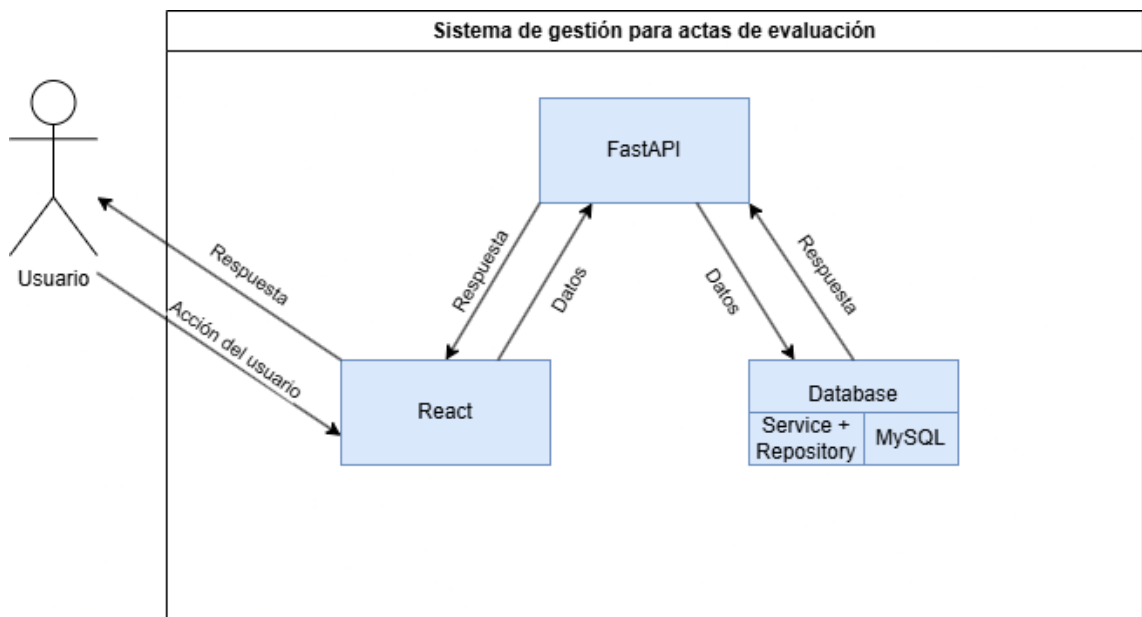 Sistema de gestión para actas de evaluación
FastAPI
Respuesta
Respuesta
Datos
Datos
Respuesta
Usuario
Acción del usuario
React
Database
Service +
Repository
MySQL